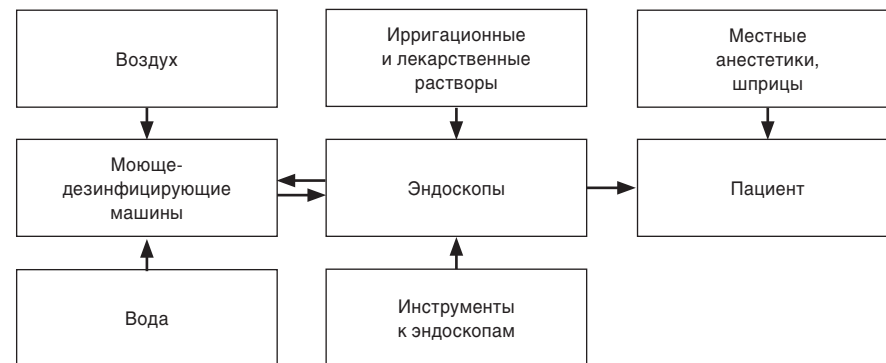 Воздух
Ирригационные
и лекарственные
растворы
Местные
анестетики,
шприцы
Моюще-
дезинфицирующие
машины
Эндоскопы
Пациент
Вода
Инструменты
к эндоскопам